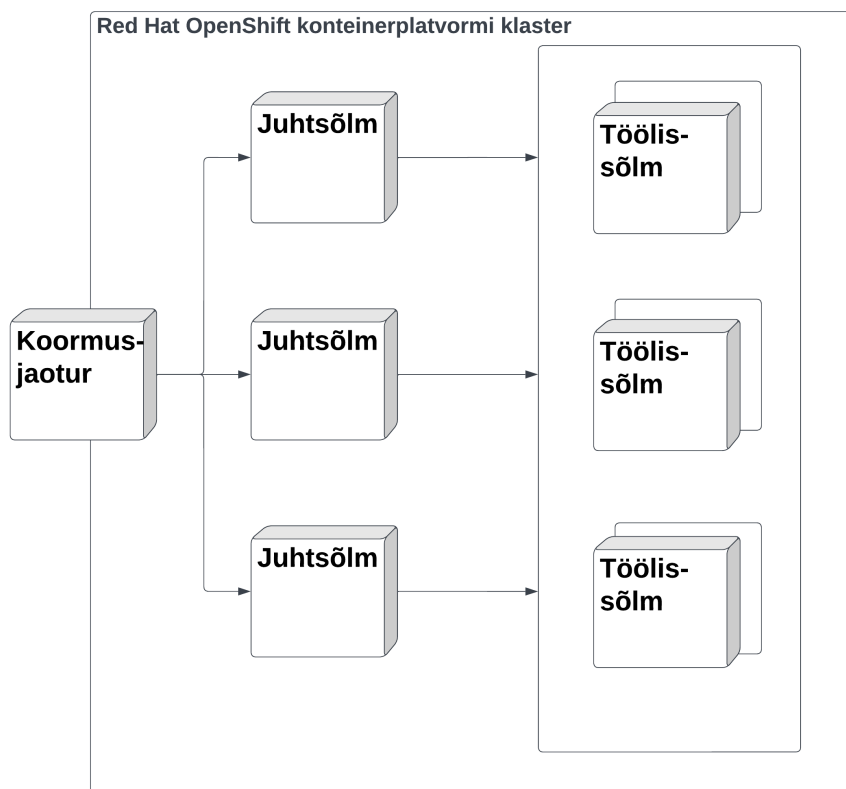 Red Hat OpenShift konteinerplatvormi klaster
Juhtsõlm
Töölis-
sõlm
Koormus-
jaotur
Juhtsõlm
Töölis-
sõlm
Juhtsõlm
Töölis-
sõlm